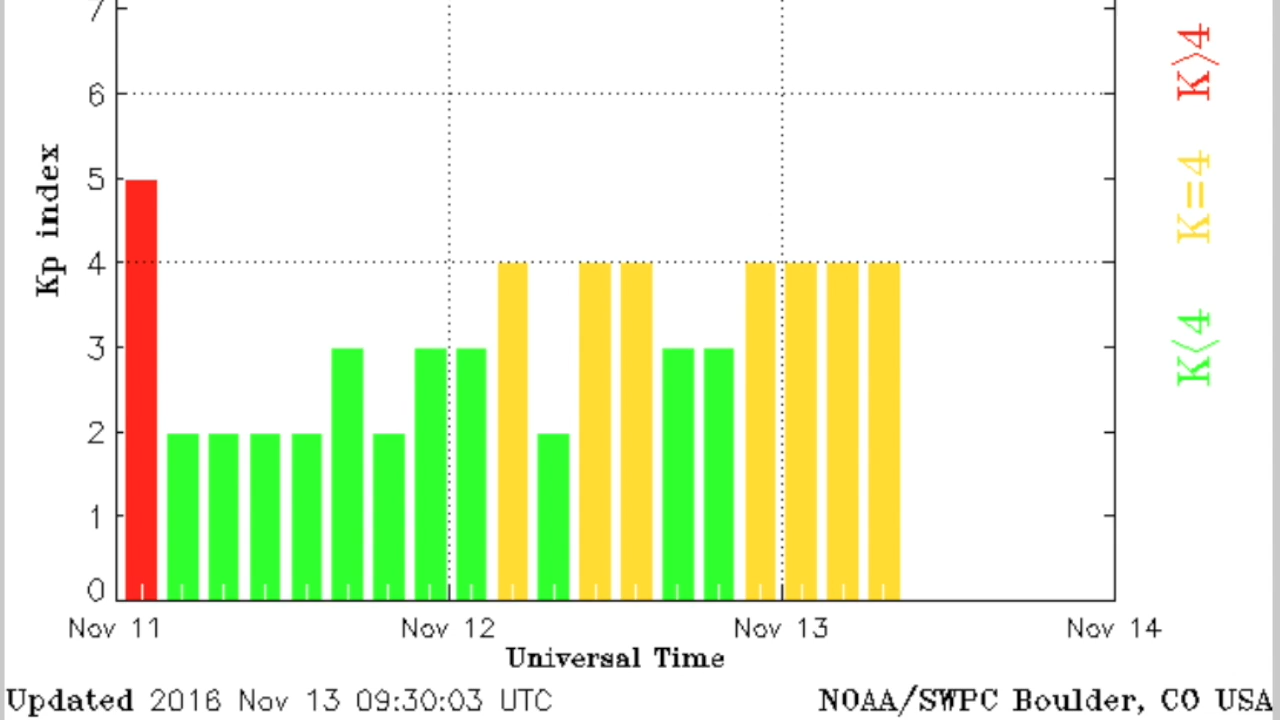 7
6
5
4
3
2
1
0
Kp index
Nov 11 Nov 12 Nov 13 Nov 14
Universal Time
K>4
K=4
K<4
Updated 2016 Nov 13 09:30:03 UTC
NOAA/SWPC Boulder, CO USA